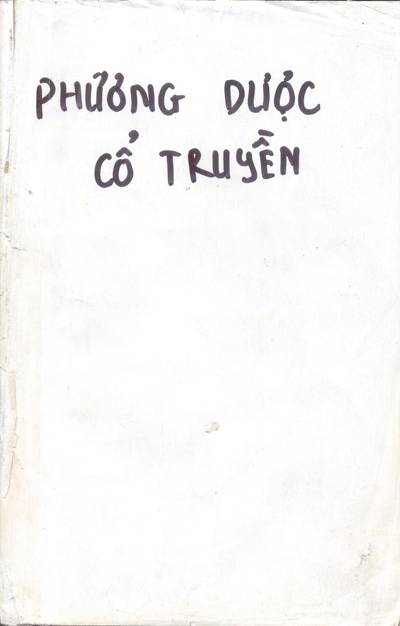 PHƯƠNG DƯỢC
CỔ TRUYỀN